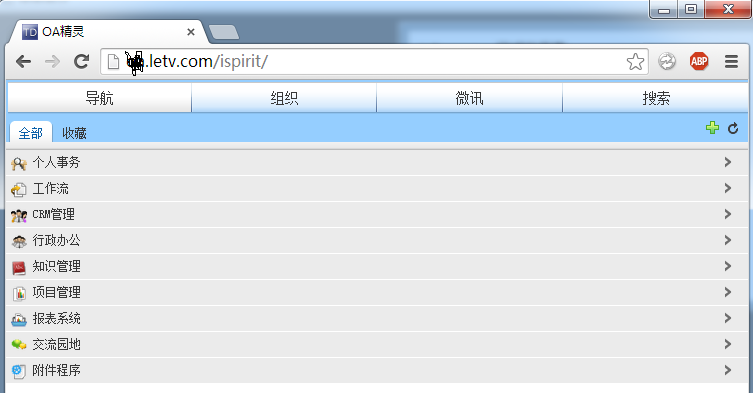 TD OA精灵
.letv.com/ispirit/
ABP
导航 组织 微讯 搜索
全部 收藏
个人事务
工作流
CRM管理
行政办公
知识管理
项目管理
报表系统
交流园地
附件程序